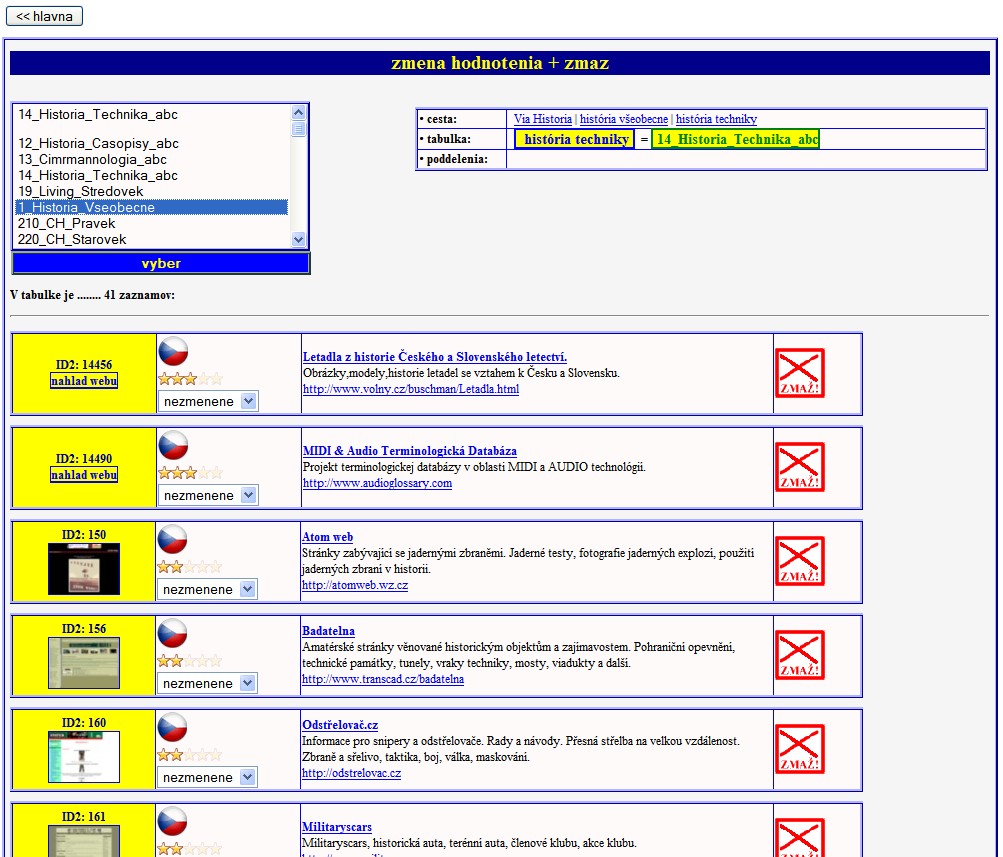 << hlavna
zmena hodnotenia + zmaz
14_Historia_Technika_abc
12_Historia_Casopisy_abc
13_Cimrmannologia_abc
14_Historia_Technika_abc
19_Living_Stredovek
1_Historia_Vseobecne
210_CH_Pravek
220_CH_Starovek
vyber
• cesta: Via Historia | história všeobecne | história techniky
• tabulka: história techniky = 14_Historia_Technika_abc
• poddelenia:
V tabulke je ........ 41 zaznamov:
ID2: 14456
nahlad webu
nezmenene
Letadla z historie Českého a Slovenského letectví.
Obrázky,modely,historie letadel se vztahem k Česku a Slovensku.
http://www.volny.cz/buschman/Letadla.html
ZMAŽ!
ID2: 14490
nahlad webu
nezmenene
MIDI & Audio Terminologická Databáza
Projekt terminologickej databázy v oblasti MIDI a AUDIO technológii.
http://www.audioglossary.com
ZMAŽ!
ID2: 150
nezmenene
Atom web
Stránky zabývajici se jadernými zbraněmi. Jaderné testy, fotografie jaderných explozi, použití
jaderných zbrani v historii.
http://atomweb.wz.cz
ZMAŽ!
ID2: 156
nezmenene
Badatelna
Amatérské stránky věnované historickým objektům a zajimavostem. Pohraniční opevnění,
technické památky, tunely, vraky techniky, mosty, viadukty a dalši.
http://www.transcad.cz/badatelna
ZMAŽ!
ID2: 160
nezmenene
Odstřelovač.cz
Informace pro snipery a odstřelovače. Rady a návody. Přesná střelba na velkou vzdálenost.
Zbraně a sřelivo, taktika, boj, válka, maskování.
http://odstrelovac.cz
ZMAŽ!
ID2: 161
Militaryscars
Militaryscars, historická auta, terénní auta, členové klubu, akce klubu.